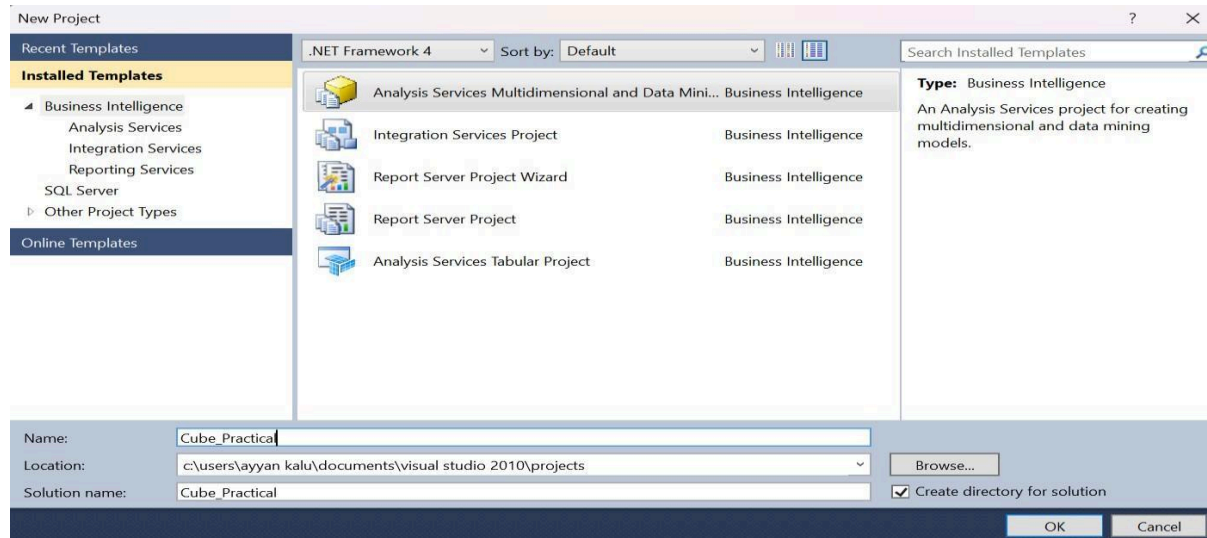 New Project
?
Recent Templates
.NET Framework 4
Sort by: Default
Search Installed Templates
Installed Templates
Business Intelligence
Analysis Services
Integration Services
Reporting Services
SQL Server
Other Project Types
Online Templates
Analysis Services Multidimensional and Data Mini... Business Intelligence
Integration Services Project Business Intelligence
Report Server Project Wizard Business Intelligence
Report Server Project Business Intelligence
Analysis Services Tabular Project Business Intelligence
Type: Business Intelligence
An Analysis Services project for creating
multidimensional and data mining
models.
Name: Cube_Practical
Location: c:\users\ayyan kalu\documents\visual studio 2010\projects
Browse...
Solution name: Cube_Practical
Create directory for solution
OK
Cancel